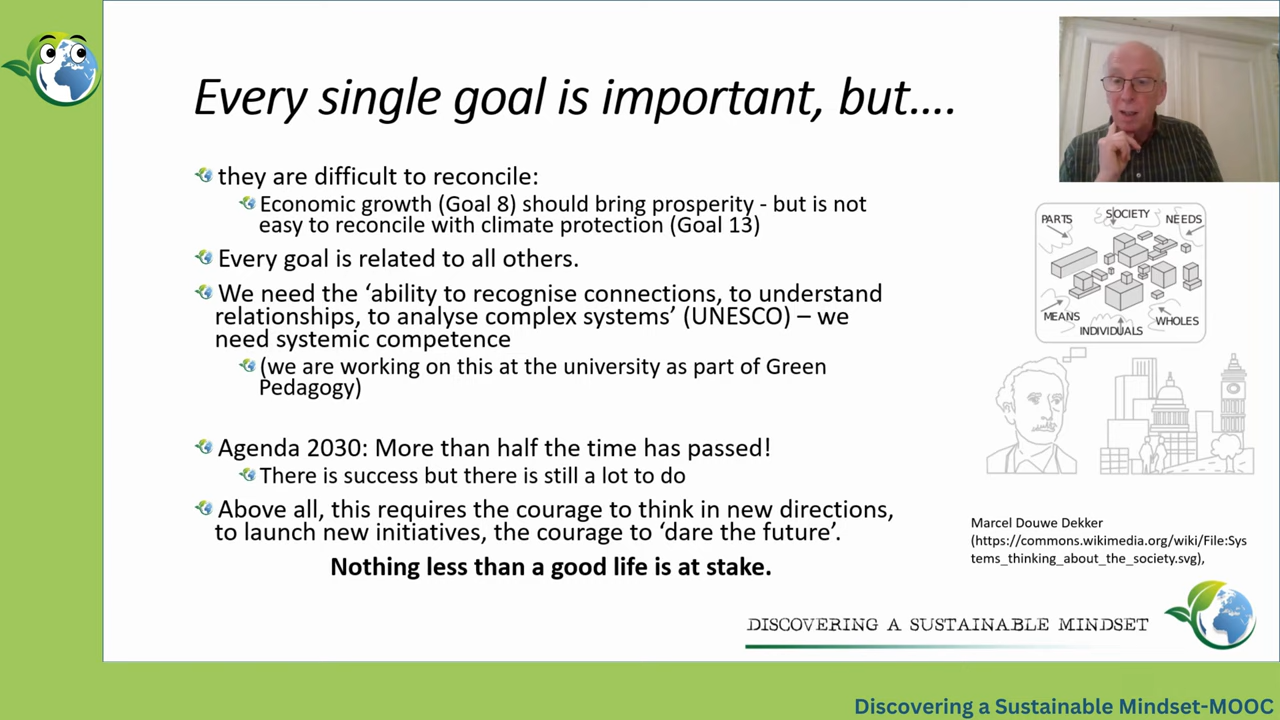 Every single goal is important, but....
they are difficult to reconcile:
Economic growth (Goal 8) should bring prosperity - but is not
easy to reconcile with climate protection (Goal 13)
Every goal is related to all others.
We need the ‘ability to recognise connections, to understand
relationships, to analyse complex systems’ (UNESCO) – we
need systemic competence
(we are working on this at the university as part of Green
Pedagogy)
Agenda 2030: More than half the time has passed!
There is success but there is still a lot to do
Above all, this requires the courage to think in new directions,
to launch new initiatives, the courage to ‘dare the future’.
Nothing less than a good life is at stake.
PARTS
SOCIETY
NEEDS
MEANS
INDIVIDUALS
WHOLES
Marcel Douwe Dekker
(https://commons.wikimedia.org/wiki/File:Sys
tems_thinking_about_the_society.svg),
DISCOVERING A SUSTAINABLE MINDSET
Discovering a Sustainable Mindset-MOOC